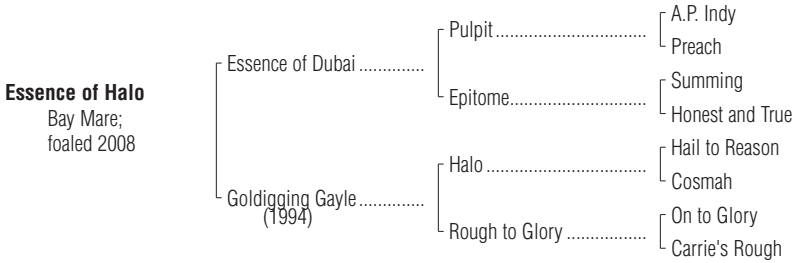 A.P. Indy
Pulpit..............................
Preach
Essence of Dubai.............
Summing
Epitome...........................
Honest and True
Essence of Halo
Bay Mare;
foaled 2008
Hail to Reason
Halo ...............................
Cosmah
Goldigging Gayle.............
(1994)
On to Glory
Rough to Glory................
Carrie's Rough